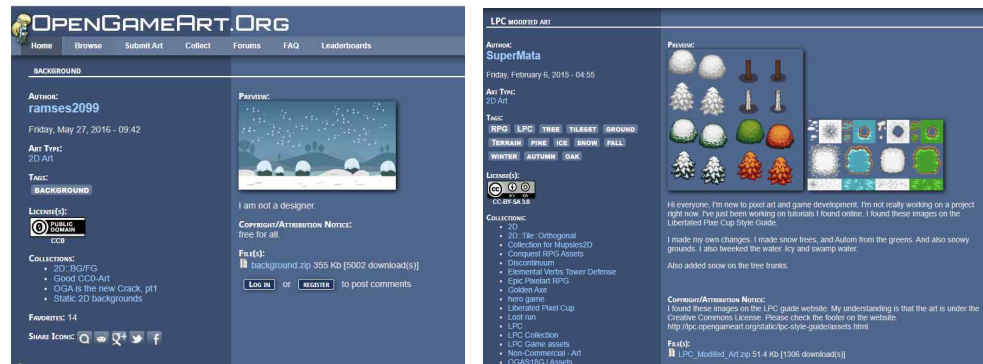 OpenGameArt.Org
Home Browse Submit Art Collect Forums FAQ Leaderboards
background
Author:
ramses2099
Friday, May 27, 2016 - 09:42
Art Type:
2D Art
Tags:
BACKGROUND
License(s):
PUBLIC DOMAIN
CC0
Collections:
2D::BG/FG
Good CC0-Art
OGA is the new Crack, pt1
Static 2D backgrounds
Favorites: 14
Share Icons:
Preview:
I am not a designer.
Copyright/Attribution Notice:
free for all.
File(s):
background.zip 355 Kb [5002 download(s)]
Log in or register to post comments
LPC modified art
Author:
SuperMata
Friday, February 6, 2015 - 04:55
Art Type:
2D Art
Tags:
RPG LPC TREE TILESET GROUND
TERRAIN PINE ICE SNOW FALL
WINTER AUTUMN OAK
License(s):
CC-BY-SA 3.0
Collections:
2D
2D::Tile::Orthogonal
Collection for Mupsies2D
Conquest RPG Assets
Discontinuum
Elemental Verbs Tower Defense
Epic Pixelart RPG
Golden Axe
hero game
Liberated Pixel Cup
Loot run
LPC
LPC Collection
LPC Game assets
Non-Commercial - Art
OGAS18GJ Assets
Preview:
Hi everyone, I'm new to pixel art and game development. I'm not really working on a project
right now. I've just been working on tutorials I found online. I found these images on the
Libertated Pixe Cup Style Guide.
I made my own changes. I made snow trees, and Autom from the greens. And also snowy
grounds. I also tweeked the water. Icy and swamp water.
Also added snow on the tree trunks.
Copyright/Attribution Notice:
I found these images on the LPC guide website. My understanding is that the art is under the
Creative Commons License. Please check the footer on the website.
http://lpc.opengameart.org/static/lpc-style-guide/assets.html
File(s):
LPC_Modifed_Art.zip 51.4 Kb [1306 download(s)]